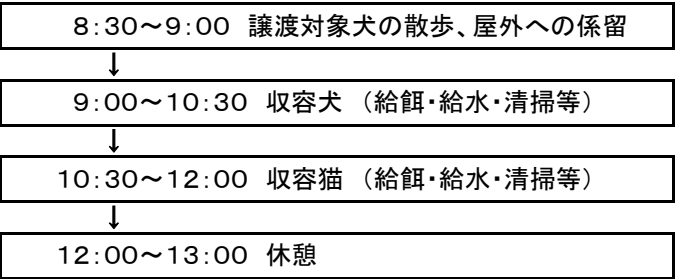 8：30～9：00　譲渡対象犬の散歩、屋外への係留
↓
9：00～10：30　収容犬　（給餌・給水・清掃等）
↓
10：30～12：00　収容猫　（給餌・給水・清掃等）
↓
12：00～13：00　休憩